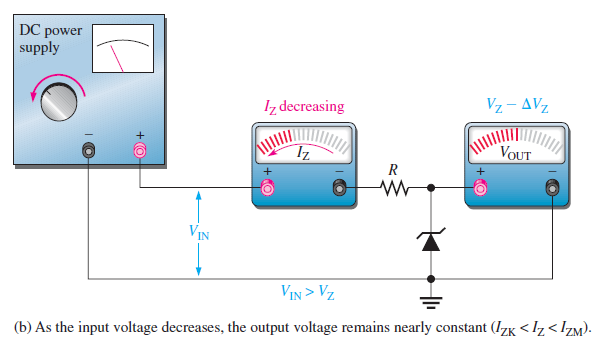 DC power
supply
I_Z decreasing
V_Z – ΔV_Z
I_Z
V_OUT
– +
+ –
+ –
R
V_IN
V_IN > V_Z
(b) As the input voltage decreases, the output voltage remains nearly constant (I_ZK < I_Z < I_ZM).